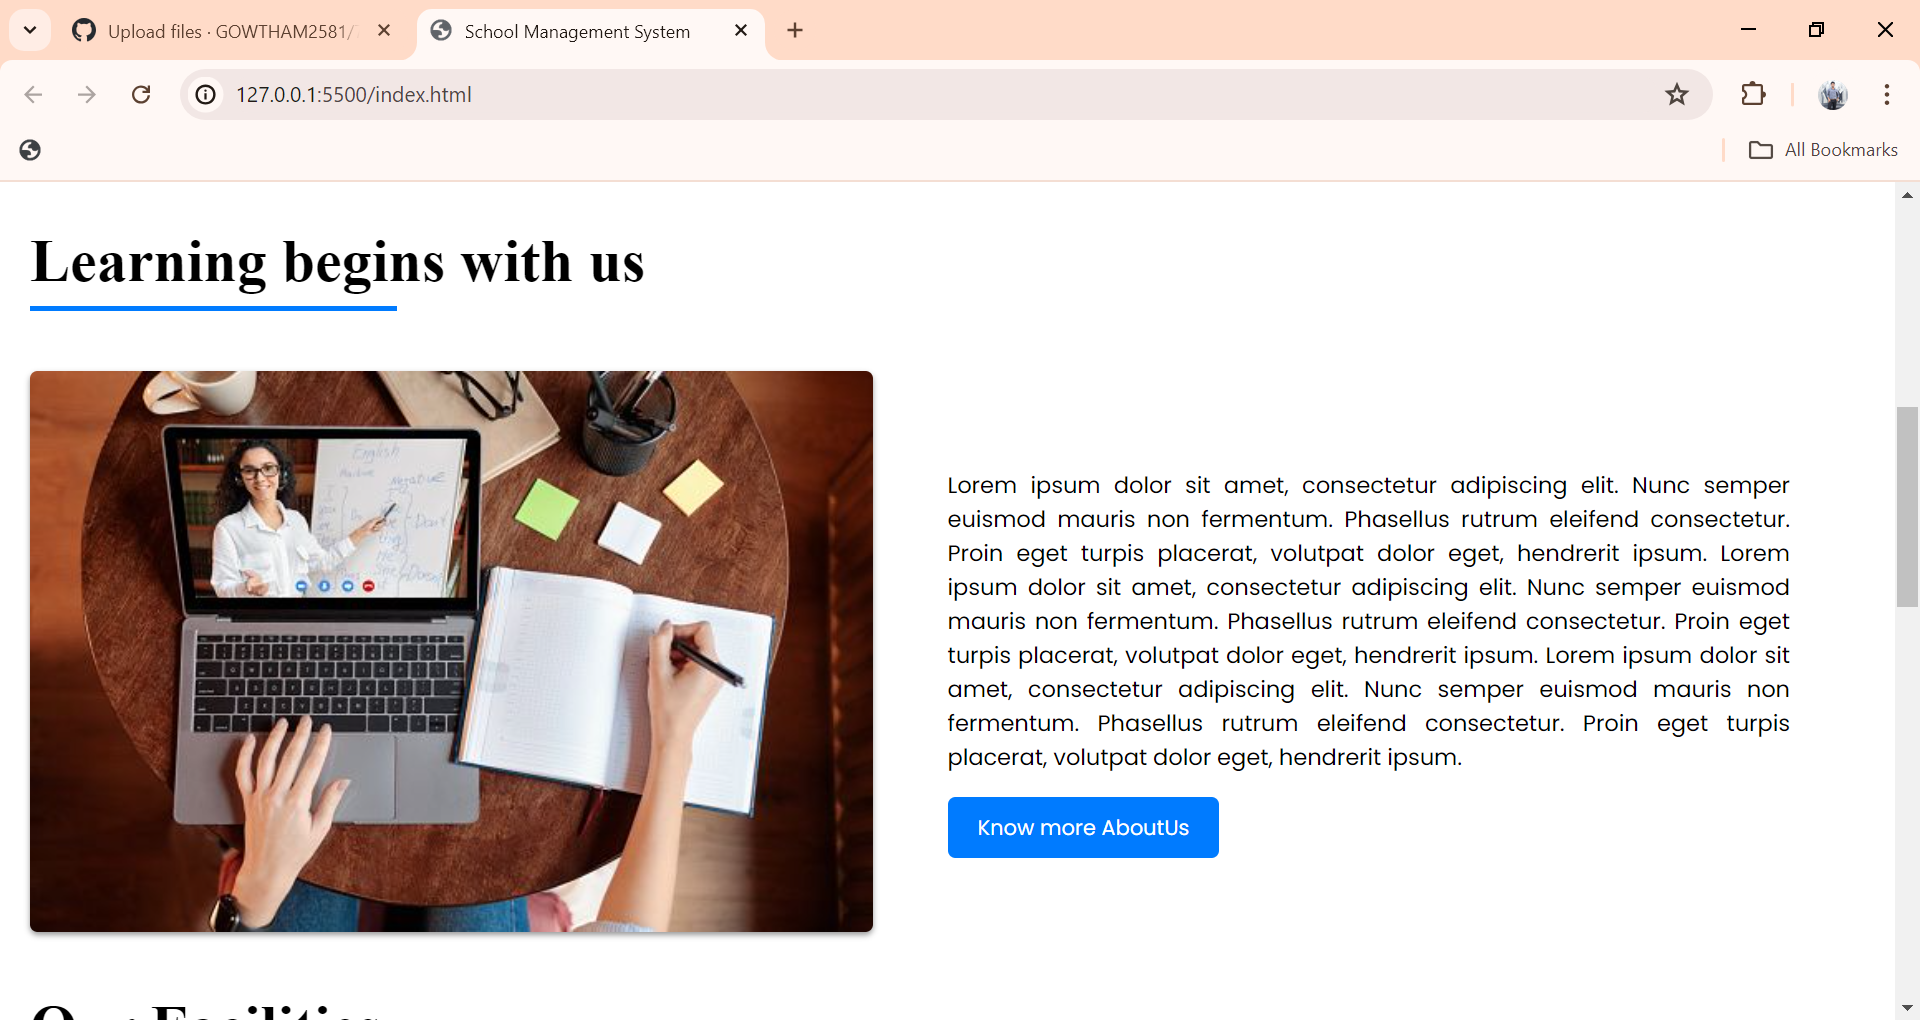 Upload files · GOWTHAM2581/
School Management System
127.0.0.1:5500/index.html
All Bookmarks
Learning begins with us
English
Negative
Lorem ipsum dolor sit amet, consectetur adipiscing elit. Nunc semper
euismod mauris non fermentum. Phasellus rutrum eleifend consectetur.
Proin eget turpis placerat, volutpat dolor eget, hendrerit ipsum. Lorem
ipsum dolor sit amet, consectetur adipiscing elit. Nunc semper euismod
mauris non fermentum. Phasellus rutrum eleifend consectetur. Proin eget
turpis placerat, volutpat dolor eget, hendrerit ipsum. Lorem ipsum dolor sit
amet, consectetur adipiscing elit. Nunc semper euismod mauris non
fermentum. Phasellus rutrum eleifend consectetur. Proin eget turpis
placerat, volutpat dolor eget, hendrerit ipsum.
Know more AboutUs
Our Facilities